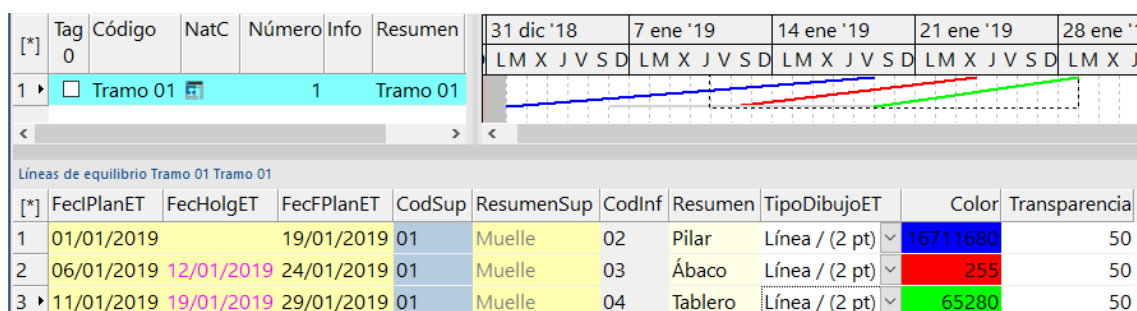 [*] Tag 0 Código NatC Número Info Resumen
31 dic '18 7 ene '19 14 ene '19 21 ene '19 28 ene '
L M X J V S D L M X J V S D L M X J V S D L M X J V S D L M X J
1 Tramo 01 1 Tramo 01
Líneas de equilibrio Tramo 01 Tramo 01
[*] FecIPlanET FecHolgET FecFPlanET CodSup ResumenSup CodInf Resumen TipoDibujoET Color Transparencia
1 01/01/2019 19/01/2019 01 Muelle 02 Pilar Línea / (2 pt) 16711680 50
2 06/01/2019 12/01/2019 24/01/2019 01 Muelle 03 Ábaco Línea / (2 pt) 255 50
3 11/01/2019 19/01/2019 29/01/2019 01 Muelle 04 Tablero Línea / (2 pt) 65280 50